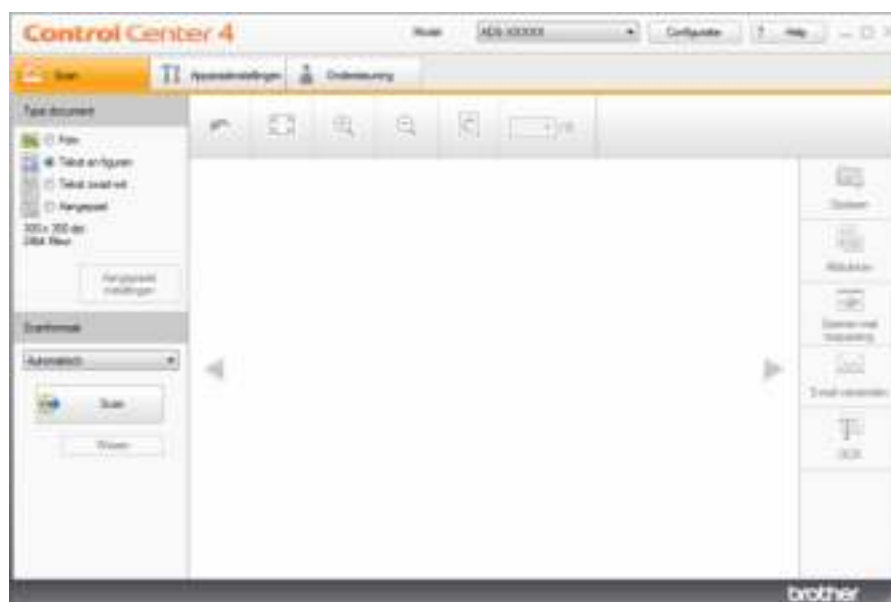 Control Center 4
Model
ADS-XXXXX
Configuratie
? Help
Scan
Apparaatinstellingen
Ondersteuning
Type document
Foto
Tekst en figuren
Tekst zwart-wit
Aangepast
300 x 300 dpi
24bit Kleur
Aangepaste
instellingen
Scanformaat
Automatisch
Scan
Wissen
Opslaan
Afdrukken
Openen met
toepassing
E-mail verzenden
OCR
brother